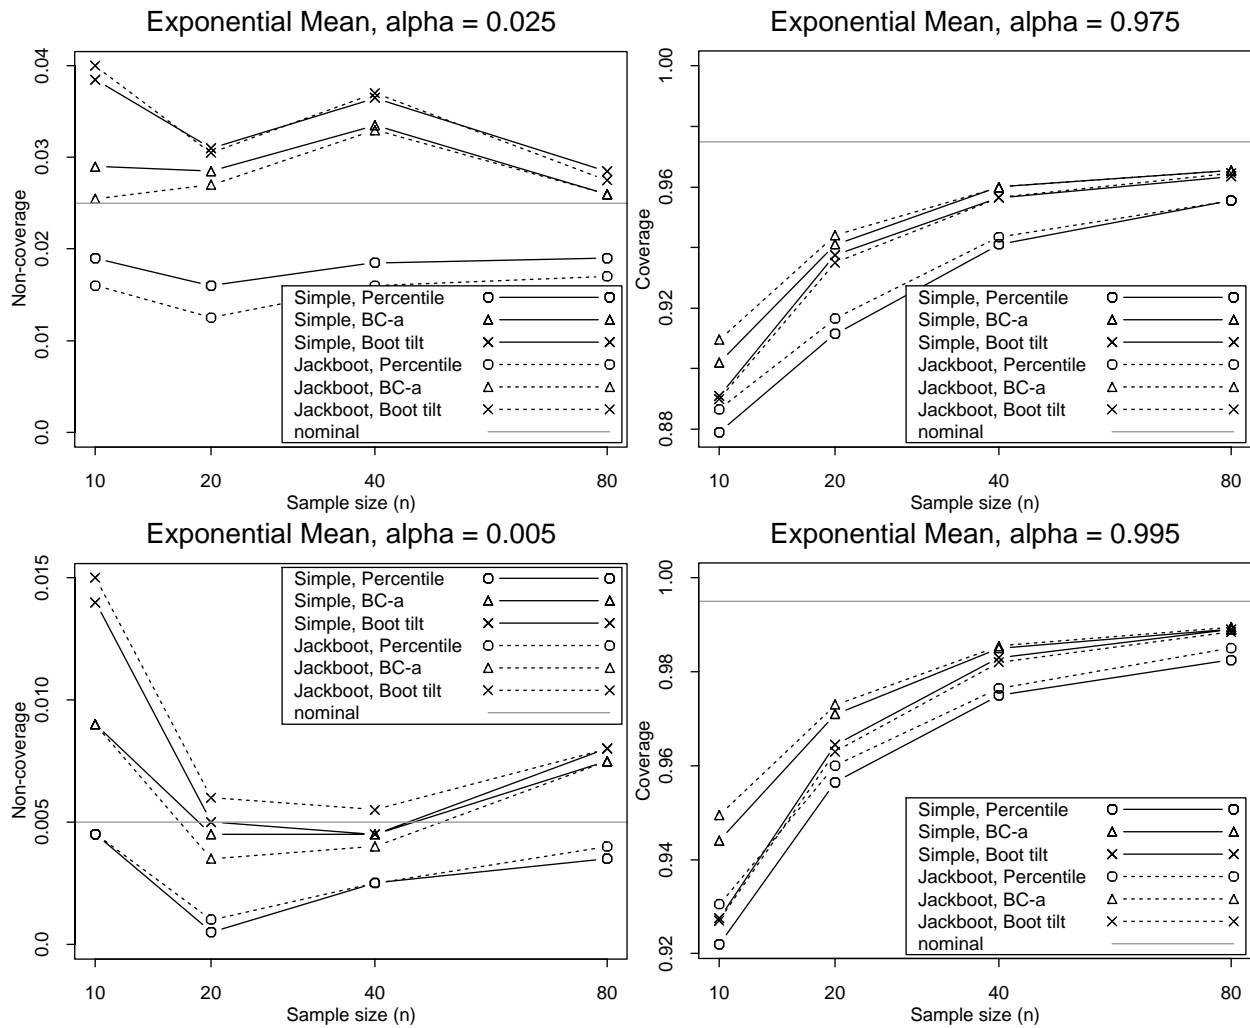 Exponential Mean, alpha = 0.025
Non-coverage
0.04
0.03
0.02
0.01
0.0
Simple, Percentile
Simple, BC-a
Simple, Boot tilt
Jackboot, Percentile
Jackboot, BC-a
Jackboot, Boot tilt
nominal
10 20 40 80
Sample size (n)
Exponential Mean, alpha = 0.975
Coverage
1.00
0.96
0.92
0.88
Simple, Percentile
Simple, BC-a
Simple, Boot tilt
Jackboot, Percentile
Jackboot, BC-a
Jackboot, Boot tilt
nominal
10 20 40 80
Sample size (n)
Exponential Mean, alpha = 0.005
Non-coverage
0.015
0.010
0.005
0.0
Simple, Percentile
Simple, BC-a
Simple, Boot tilt
Jackboot, Percentile
Jackboot, BC-a
Jackboot, Boot tilt
nominal
10 20 40 80
Sample size (n)
Exponential Mean, alpha = 0.995
Coverage
1.00
0.98
0.96
0.94
0.92
Simple, Percentile
Simple, BC-a
Simple, Boot tilt
Jackboot, Percentile
Jackboot, BC-a
Jackboot, Boot tilt
nominal
10 20 40 80
Sample size (n)